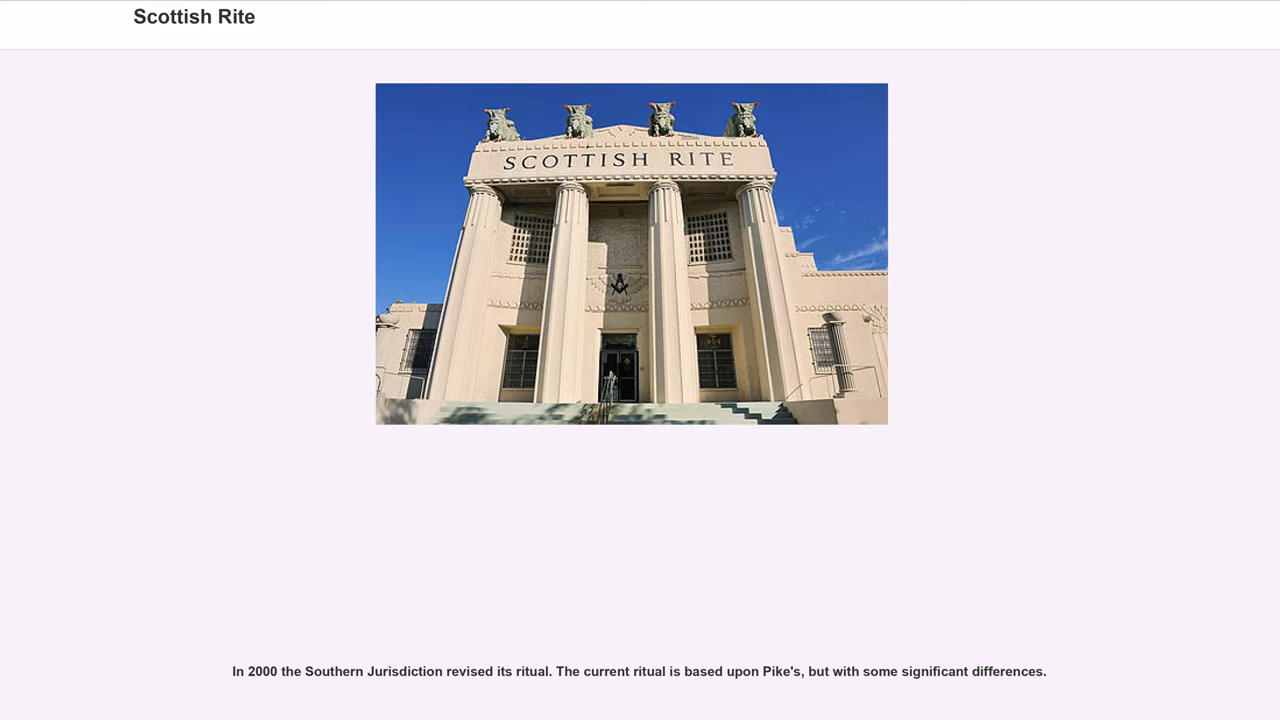 Scottish Rite
SCOTTISH RITE
In 2000 the Southern Jurisdiction revised its ritual. The current ritual is based upon Pike's, but with some significant differences.